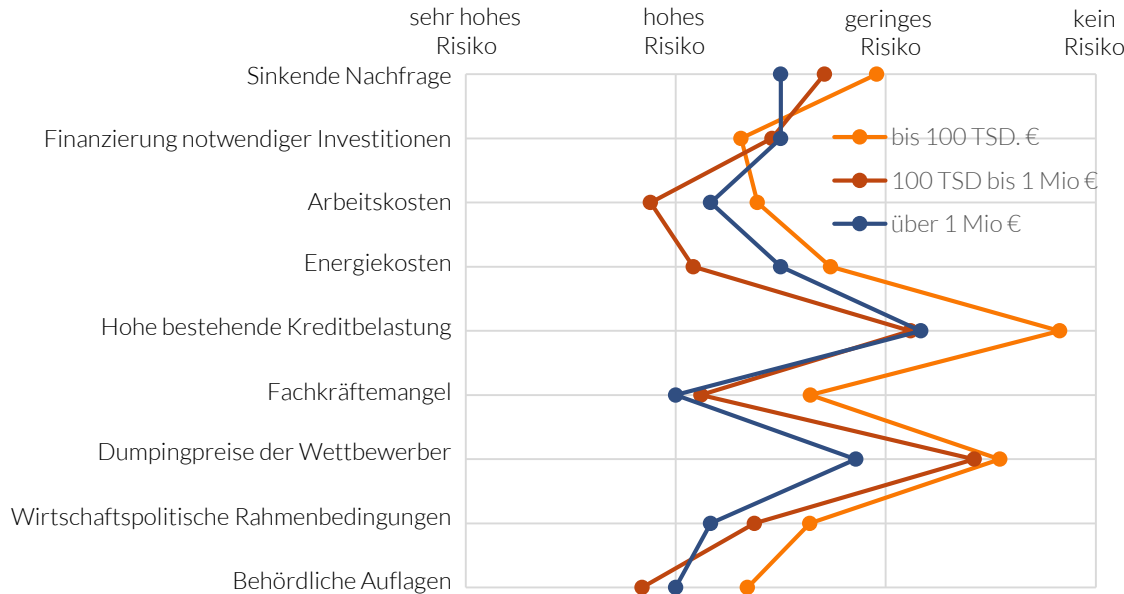 sehr hohes
Risiko
hohes
Risiko
geringes
Risiko
kein
Risiko
Sinkende Nachfrage
Finanzierung notwendiger Investitionen
Arbeitskosten
Energiekosten
Hohe bestehende Kreditbelastung
Fachkräftemangel
Dumpingpreise der Wettbewerber
Wirtschaftspolitische Rahmenbedingungen
Behördliche Auflagen
bis 100 TSD. €
100 TSD bis 1 Mio €
über 1 Mio €